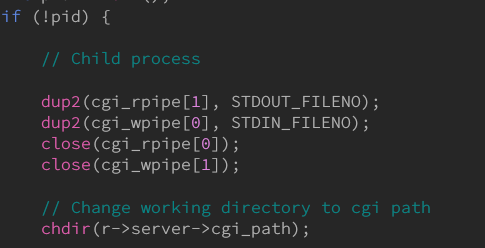 if (!pid) {
// Child process
dup2(cgi_rpipe[1], STDOUT_FILENO);
dup2(cgi_wpipe[0], STDIN_FILENO);
close(cgi_rpipe[0]);
close(cgi_wpipe[1]);
// Change working directory to cgi path
chdir(r->server->cgi_path);